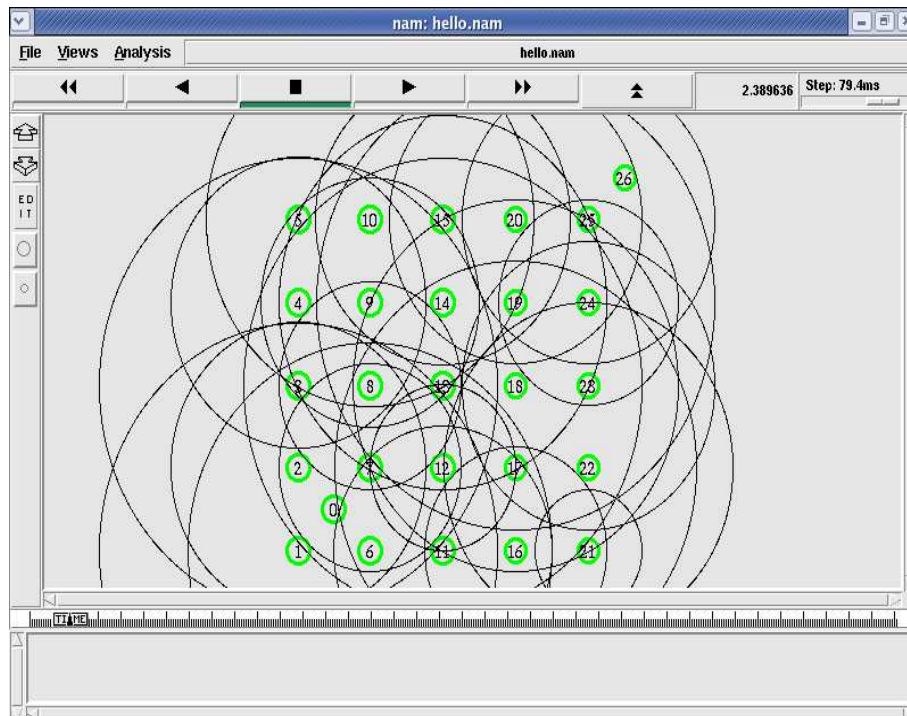 nam: hello.nam
File Views Analysis hello.nam
2.389636 Step: 79.4ms
ED
IT
26
5 10 15 20 25
4 9 14 19 24
3 8 13 18 23
2 7 12 17 22
0
1 6 11 16 21
TIME